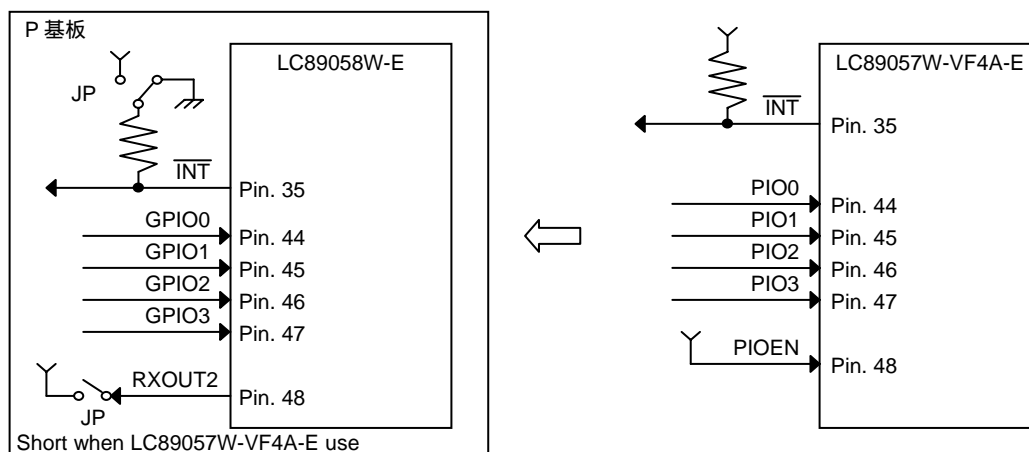 P 基板
LC89058W-E
JP
INT
Pin. 35
GPIO0
Pin. 44
GPIO1
Pin. 45
GPIO2
Pin. 46
GPIO3
Pin. 47
RXOUT2
Pin. 48
JP
Short when LC89057W-VF4A-E use
LC89057W-VF4A-E
INT
Pin. 35
PIO0
Pin. 44
PIO1
Pin. 45
PIO2
Pin. 46
PIO3
Pin. 47
PIOEN
Pin. 48